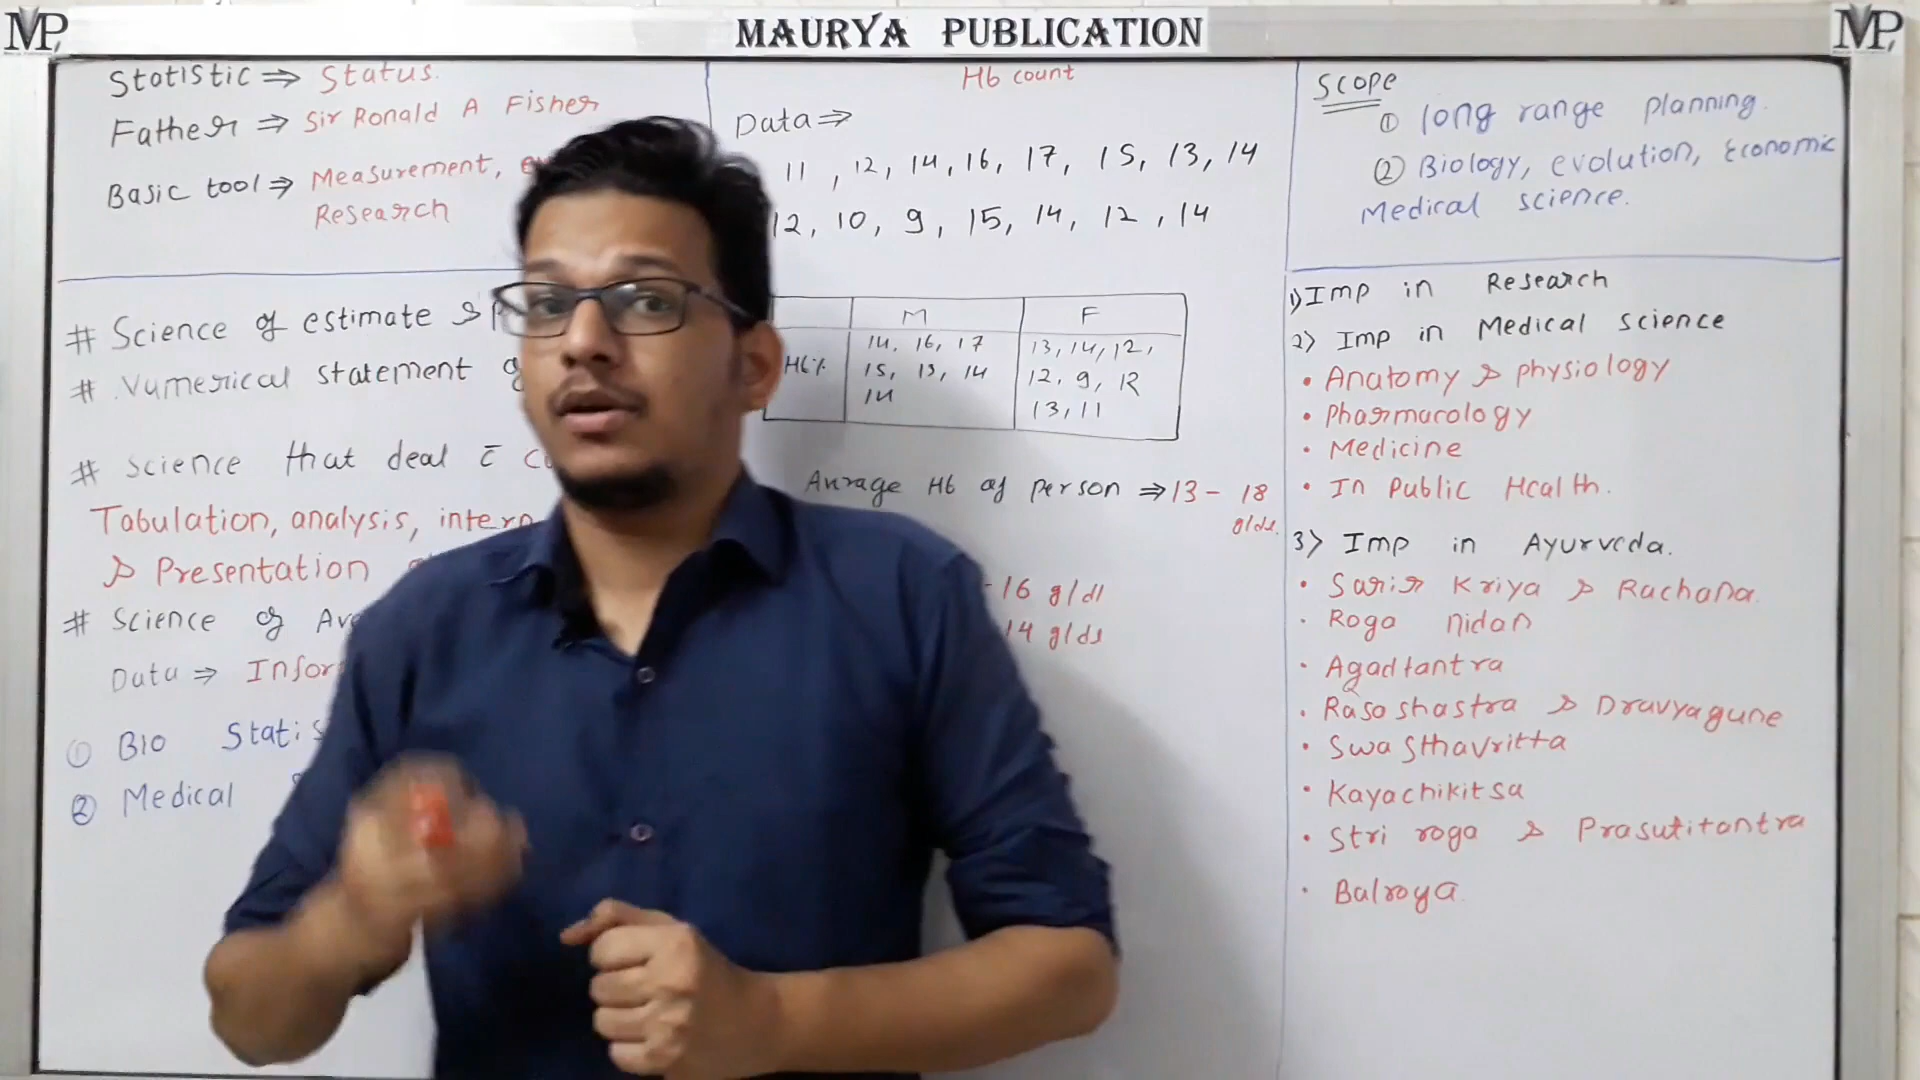 MP
MAURYA PUBLICATION
MP
Statistic ⇒ Status.
Father ⇒ Sir Ronald A Fisher
Basic tool ⇒ Measurement,
Research
# Science of estimate &
# Numerical statement
# Science that deal c̄
Tabulation, analysis,
& Presentation
# Science of
Data ⇒
① Bio
② Medical
Hb count
Data ⇒
11, 12, 14, 16, 17, 15, 13, 14
12, 10, 9, 15, 14, 12, 14
M F
Hb%
14, 16, 17
15, 13, 14
14
13, 14, 12,
12, 9, 12
13, 11
Avrage Hb of person ⇒ 13 - 18
g/dl.
-16 g/dl
14 g/dl
Scope
① long range planning.
② Biology, evolution, Economic
Medical science.
1) Imp in Research
2) Imp in Medical science
• Anatomy & physiology
• Pharmacology
• Medicine
• In Public Health.
3) Imp in Ayurveda.
• Sarir Kriya & Rachana.
• Roga nidan
• Agadtantra
• Rasashastra & Dravyagune
• Swasthavritta
• Kayachikitsa
• Stri roga & Prasutitantra
• Balroga